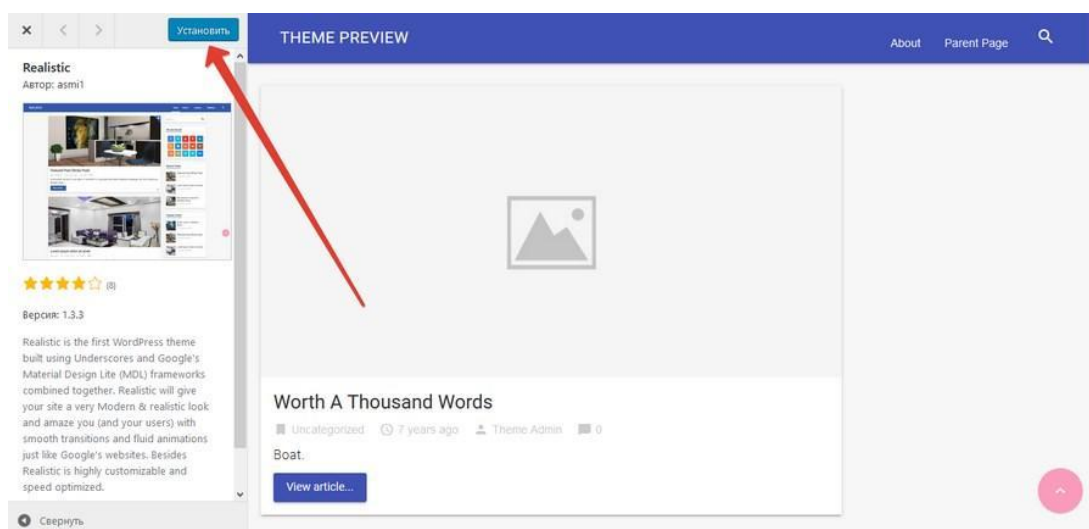 Установить
Realistic
Автор: asmi1
(8)
Версия: 1.3.3
Realistic is the first WordPress theme
built using Underscores and Google's
Material Design Lite (MDL) frameworks
combined together. Realistic will give
your site a very Modern & realistic look
and amaze you (and your users) with
smooth transitions and fluid animations
just like Google's websites. Besides
Realistic is highly customizable and
speed optimized.
Свернуть
THEME PREVIEW
About Parent Page
Worth A Thousand Words
Uncategorized 7 years ago Theme Admin 0
Boat.
View article...